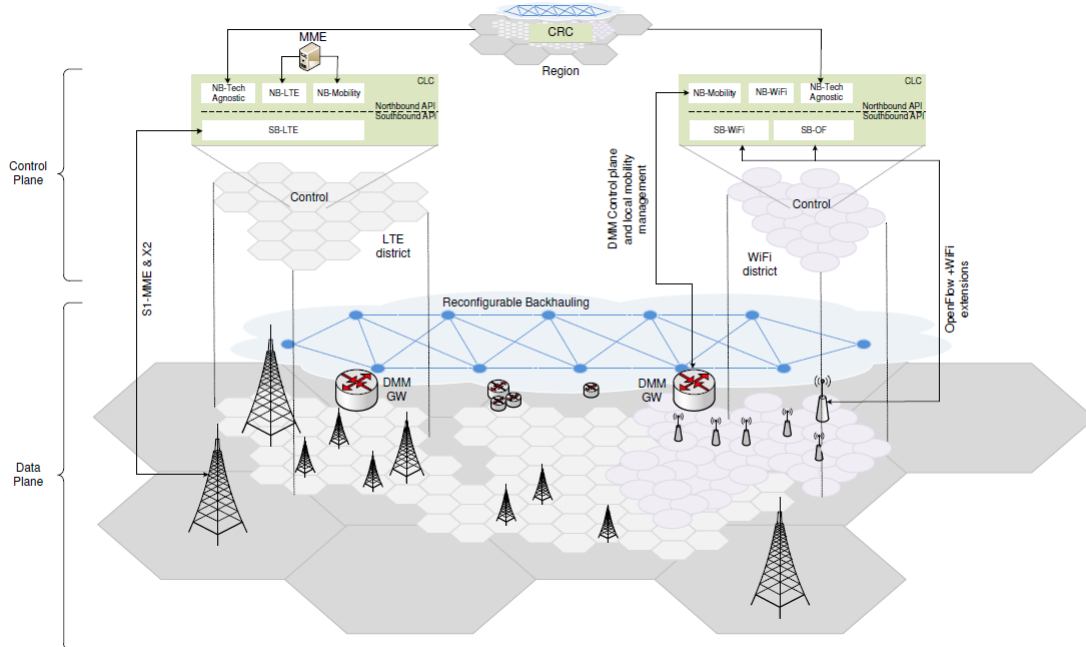 MME
CRC
Region
CLC
NB-Tech
Agnostic
NB-LTE
NB-Mobility
Northbound API
Southbound API
SB-LTE
CLC
NB-Mobility
NB-WiFi
NB-Tech
Agnostic
Northbound API
Southbound API
SB-WiFi
SB-OF
Control
Plane
Control
LTE
district
S1-MME & X2
DMM Control plane
and local mobility
management
Control
WiFi
district
OpenFlow +WiFi
extensions
Reconfigurable Backhauling
DMM
GW
DMM
GW
Data
Plane